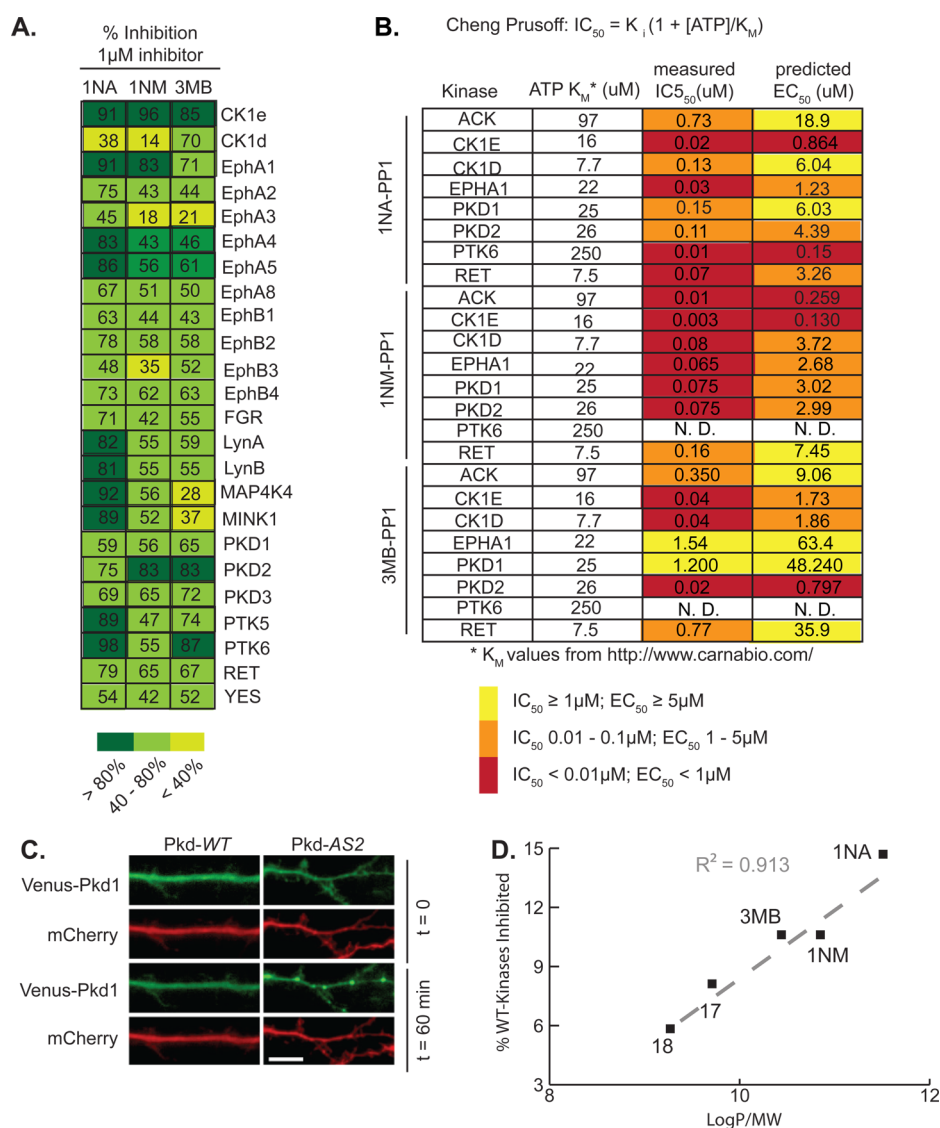 A.
% Inhibition
1µM inhibitor
1NA 1NM 3MB
91 96 85 CK1e
38 14 70 CK1d
91 83 71 EphA1
75 43 44 EphA2
45 18 21 EphA3
83 43 46 EphA4
86 56 61 EphA5
67 51 50 EphA8
63 44 43 EphB1
78 58 58 EphB2
48 35 52 EphB3
73 62 63 EphB4
71 42 55 FGR
82 55 59 LynA
81 55 55 LynB
92 56 28 MAP4K4
89 52 37 MINK1
59 56 65 PKD1
75 83 83 PKD2
69 65 72 PKD3
89 47 74 PTK5
98 55 87 PTK6
79 65 67 RET
54 42 52 YES
> 80% 40 - 80% < 40%
B.
Cheng Prusoff: IC50 = K i (1 + [ATP]/KM)
Kinase ATP KM* (uM) measured IC550(uM) predicted EC50 (uM)
1NA-PP1
ACK 97 0.73 18.9
CK1E 16 0.02 0.864
CK1D 7.7 0.13 6.04
EPHA1 22 0.03 1.23
PKD1 25 0.15 6.03
PKD2 26 0.11 4.39
PTK6 250 0.01 0.15
RET 7.5 0.07 3.26
1NM-PP1
ACK 97 0.01 0.259
CK1E 16 0.003 0.130
CK1D 7.7 0.08 3.72
EPHA1 22 0.065 2.68
PKD1 25 0.075 3.02
PKD2 26 0.075 2.99
PTK6 250 N. D. N. D.
RET 7.5 0.16 7.45
3MB-PP1
ACK 97 0.350 9.06
CK1E 16 0.04 1.73
CK1D 7.7 0.04 1.86
EPHA1 22 1.54 63.4
PKD1 25 1.200 48.240
PKD2 26 0.02 0.797
PTK6 250 N. D. N. D.
RET 7.5 0.77 35.9
* KM values from http://www.carnabio.com/
IC50 ≥ 1µM; EC50 ≥ 5µM
IC50 0.01 - 0.1µM; EC50 1 - 5µM
IC50 < 0.01µM; EC50 < 1µM
C.
Pkd-WT Pkd-AS2
Venus-Pkd1
mCherry
t = 0
Venus-Pkd1
mCherry
t = 60 min
D.
% WT-Kinases Inhibited
15
12
9
6
3
R² = 0.913
1NA
3MB
1NM
17
18
8 10 12
LogP/MW